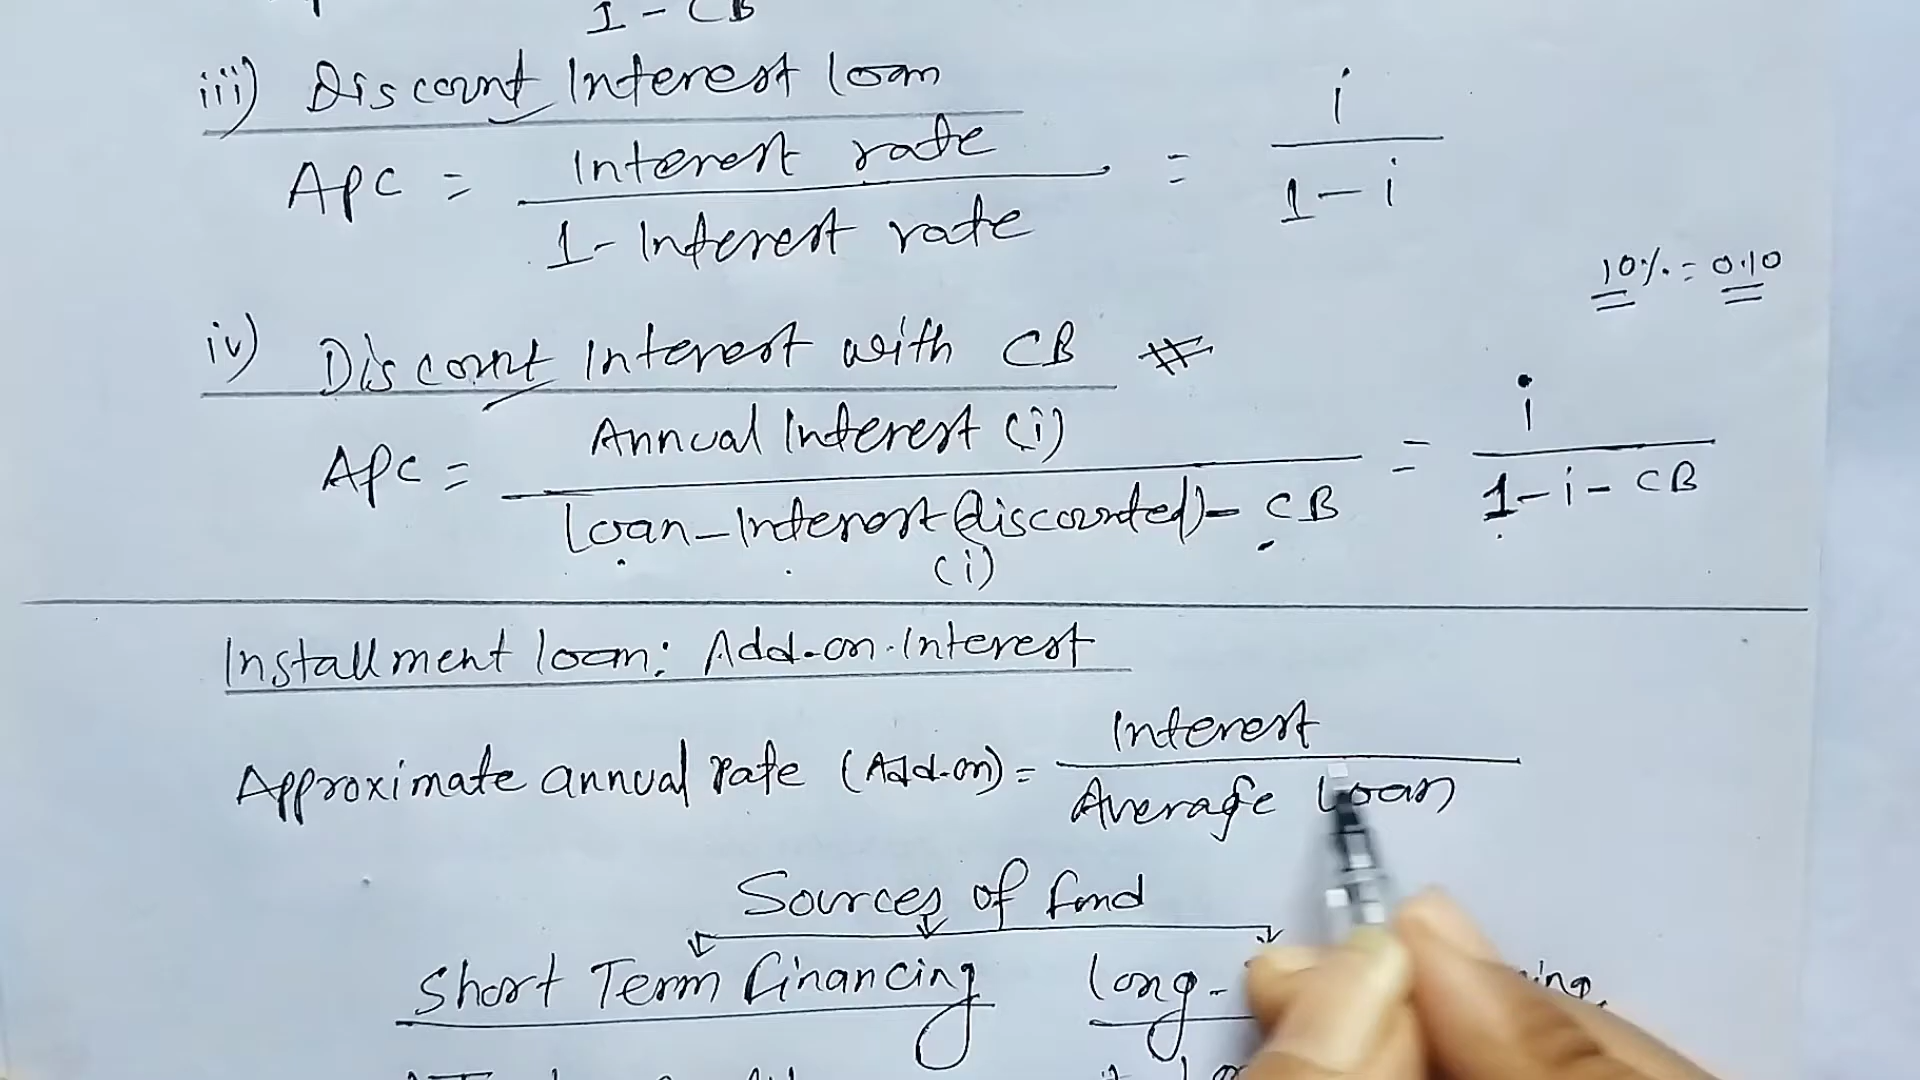 1 - CB
iii) Discount Interest loan
APC = Interest rate / 1 - Interest rate = i / 1 - i
10% = 0.10
iv) Discount Interest with CB #
APC = Annual Interest (i) / Loan - Interest (discounted) - CB = i / 1 - i - CB
(i)
Installment loan: Add-on-Interest
Approximate annual rate (Add-on) = Interest / Average Loan
Sources of fund
Short Term financing long-